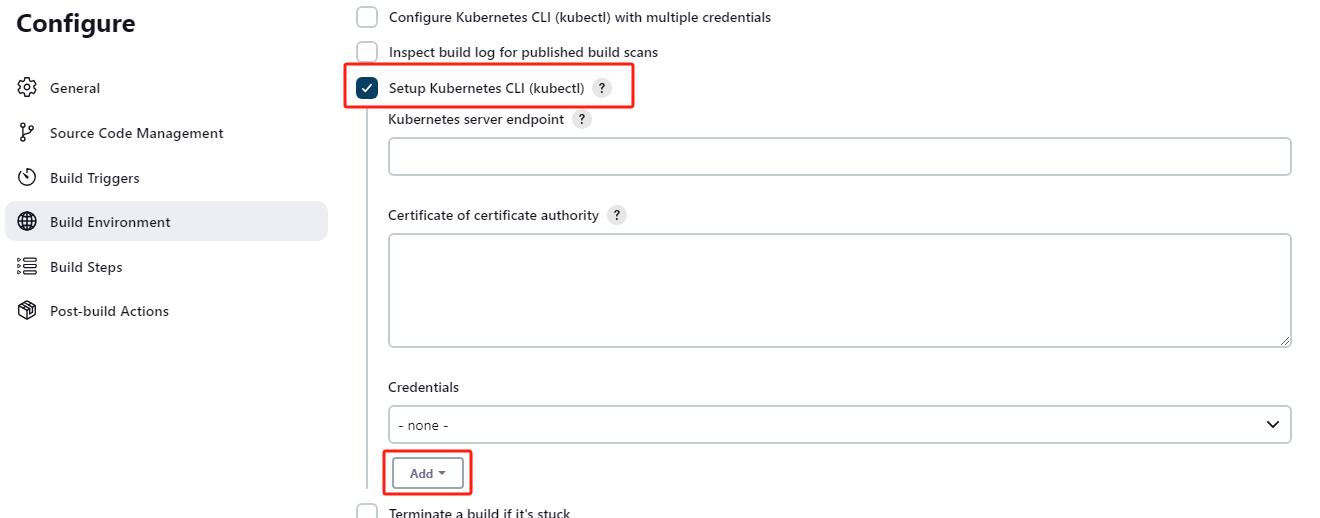 Configure
General
Source Code Management
Build Triggers
Build Environment
Build Steps
Post-build Actions
Configure Kubernetes CLI (kubectl) with multiple credentials
Inspect build log for published build scans
Setup Kubernetes CLI (kubectl) ?
Kubernetes server endpoint ?
Certificate of certificate authority ?
Credentials
- none -
Add
Terminate a build if it's stuck